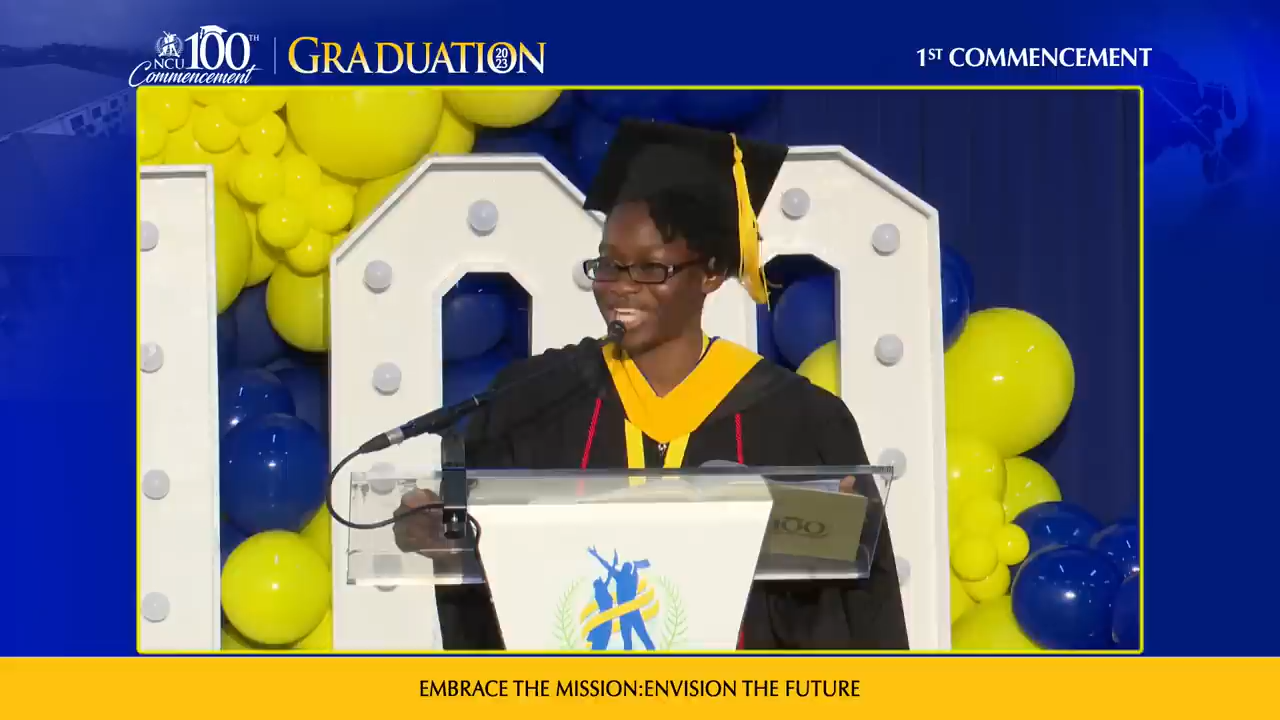 NCU 100TH
Commencement
GRADUATION 2023
1ST COMMENCEMENT
100
EMBRACE THE MISSION:ENVISION THE FUTURE